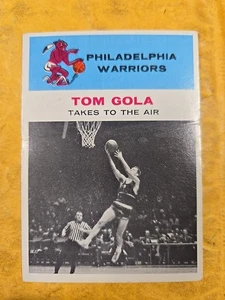 PHILADELPHIA
WARRIORS
TOM GOLA
TAKES TO THE AIR